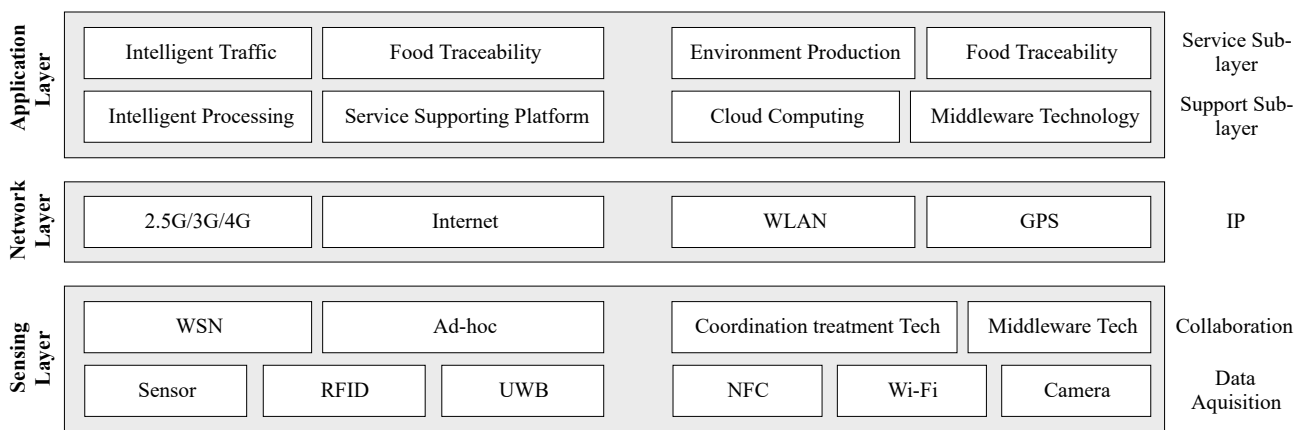 Application
Layer
Intelligent Traffic
Food Traceability
Environment Production
Food Traceability
Service Sub-
layer
Intelligent Processing
Service Supporting Platform
Cloud Computing
Middleware Technology
Support Sub-
layer
Network
Layer
2.5G/3G/4G
Internet
WLAN
GPS
IP
Sensing
Layer
WSN
Ad-hoc
Coordination treatment Tech
Middleware Tech
Collaboration
Sensor
RFID
UWB
NFC
Wi-Fi
Camera
Data
Aquisition